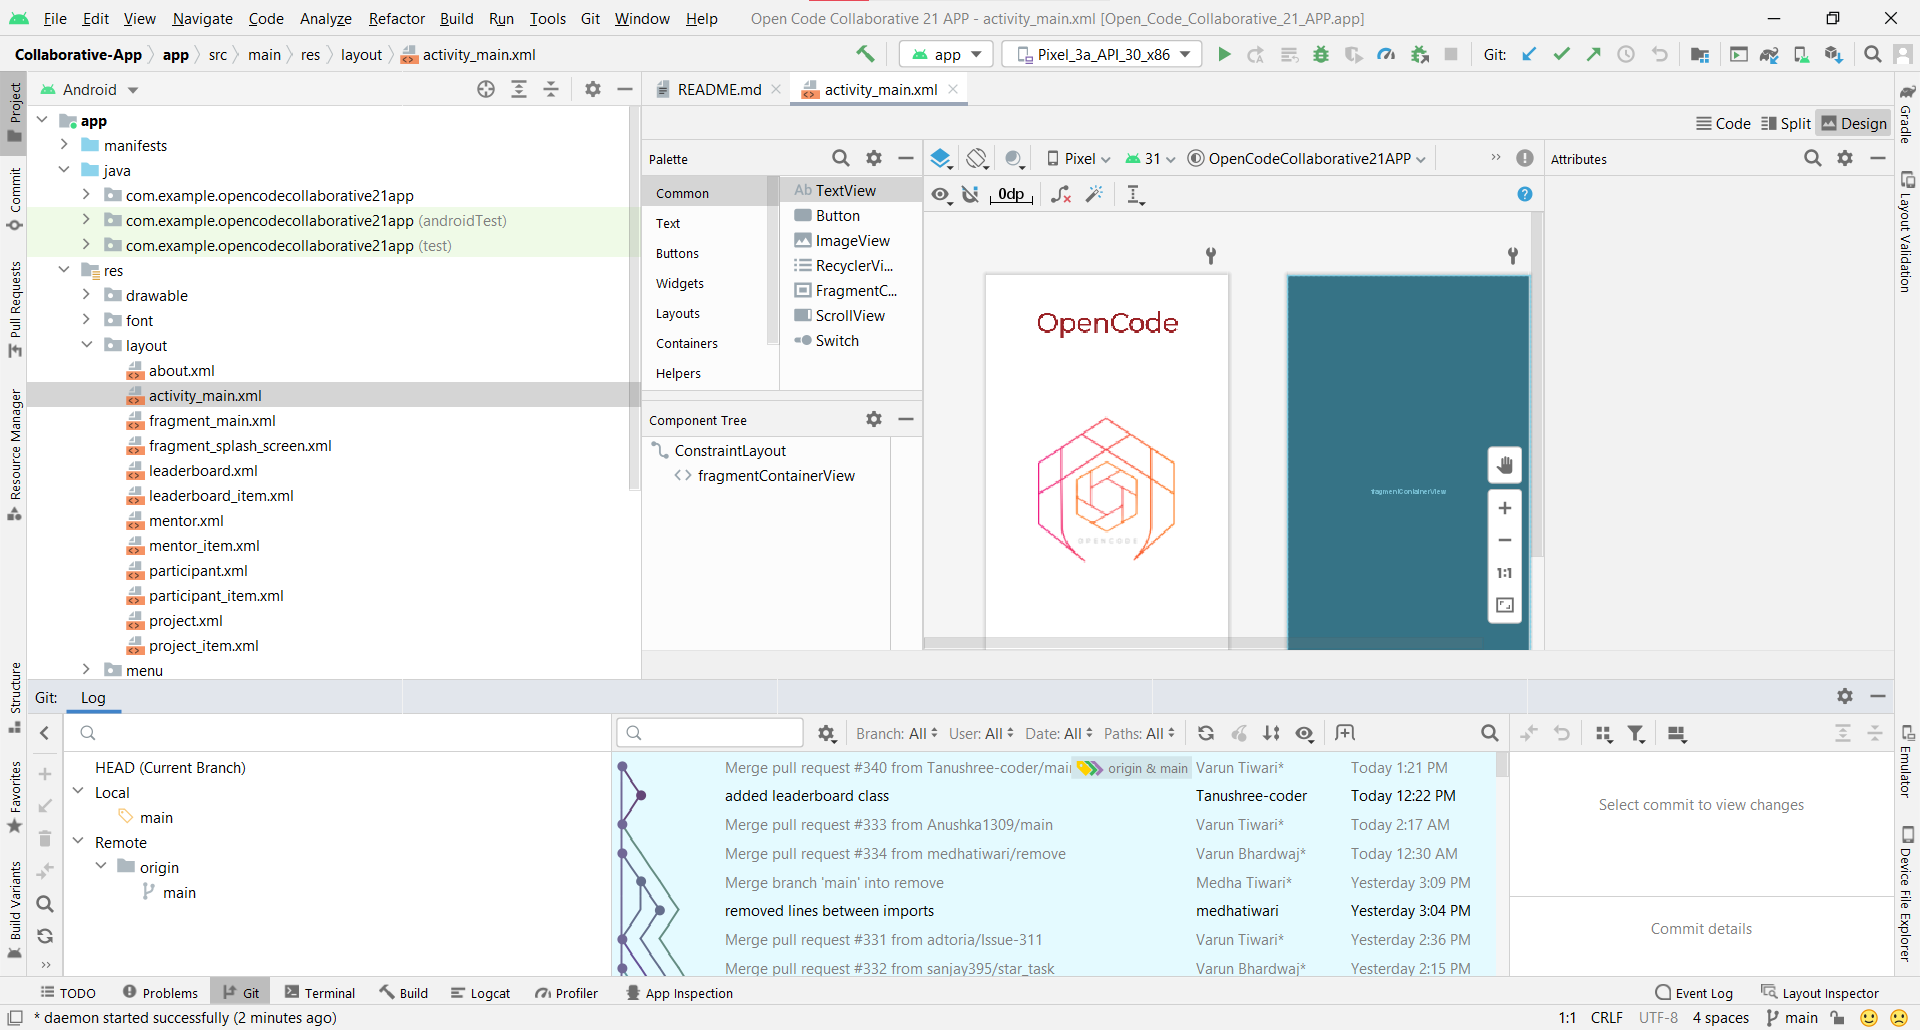 File Edit View Navigate Code Analyze Refactor Build Run Tools Git Window Help Open Code Collaborative 21 APP - activity_main.xml [Open_Code_Collaborative_21_APP.app]
Collaborative-App app src main res layout activity_main.xml app Pixel_3a_API_30_x86 Git:
Project
Commit
Pull Requests
Resource Manager
Structure
Favorites
Build Variants
Android
app
manifests
java
com.example.opencodecollaborative21app
com.example.opencodecollaborative21app (androidTest)
com.example.opencodecollaborative21app (test)
res
drawable
font
layout
about.xml
activity_main.xml
fragment_main.xml
fragment_splash_screen.xml
leaderboard.xml
leaderboard_item.xml
mentor.xml
mentor_item.xml
participant.xml
participant_item.xml
project.xml
project_item.xml
menu
README.md activity_main.xml
Code Split Design
Palette
Common
Text
Buttons
Widgets
Layouts
Containers
Helpers
Ab TextView
Button
ImageView
RecyclerVi...
FragmentC...
ScrollView
Switch
Component Tree
ConstraintLayout
fragmentContainerView
Pixel 31 OpenCodeCollaborative21APP
0dp
OpenCode
OPENCODE
fragmentContainerView
1:1
Attributes
Gradle
Layout Validation
Emulator
Device File Explorer
Git: Log
HEAD (Current Branch)
Local
main
Remote
origin
main
Branch: All User: All Date: All Paths: All
Merge pull request #340 from Tanushree-coder/main origin & main Varun Tiwari* Today 1:21 PM
added leaderboard class Tanushree-coder Today 12:22 PM
Merge pull request #333 from Anushka1309/main Varun Tiwari* Today 2:17 AM
Merge pull request #334 from medhatiwari/remove Varun Bhardwaj* Today 12:30 AM
Merge branch 'main' into remove Medha Tiwari* Yesterday 3:09 PM
removed lines between imports medhatiwari Yesterday 3:04 PM
Merge pull request #331 from adtoria/Issue-311 Varun Tiwari* Yesterday 2:36 PM
Merge pull request #332 from sanjay395/star_task Varun Bhardwaj* Yesterday 2:15 PM
Select commit to view changes
Commit details
TODO Problems Git Terminal Build Logcat Profiler App Inspection Event Log Layout Inspector
* daemon started successfully (2 minutes ago) 1:1 CRLF UTF-8 4 spaces main